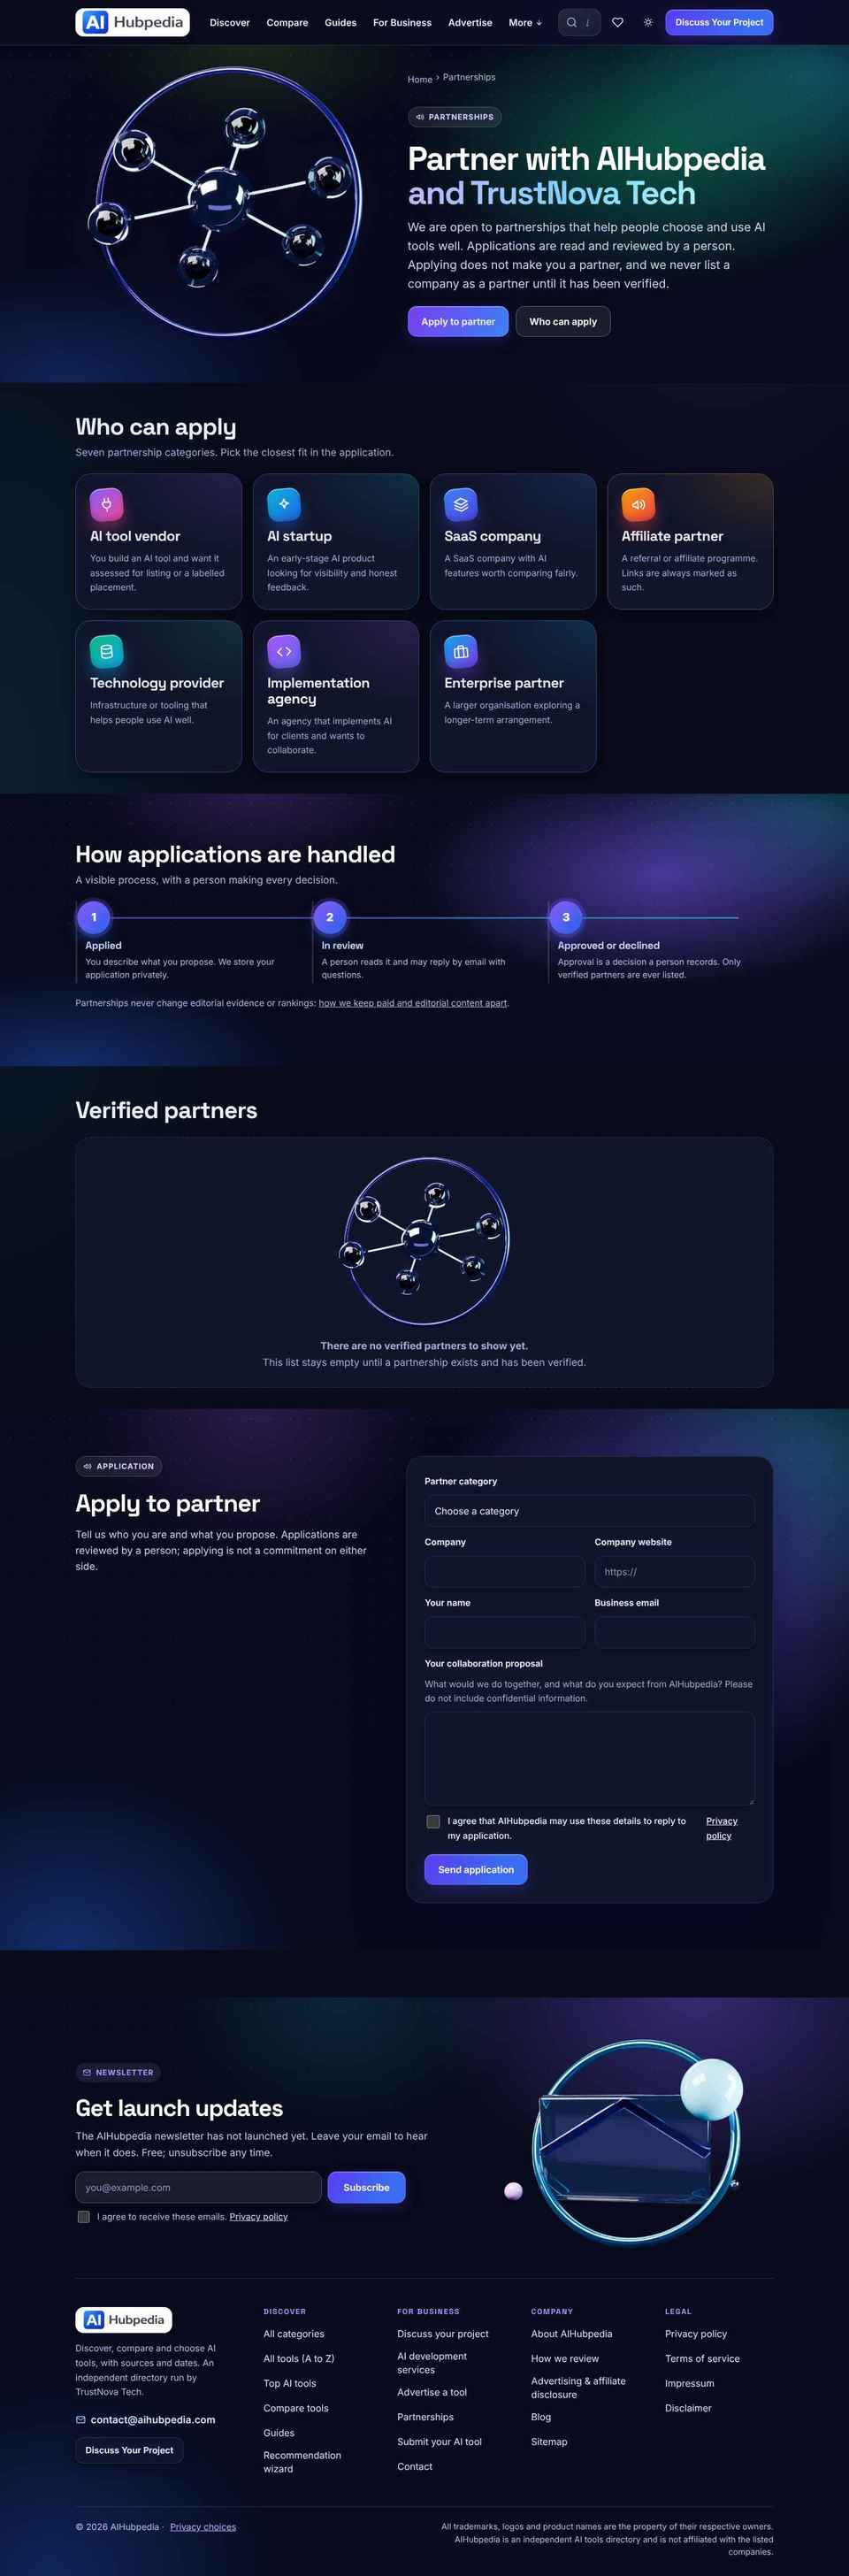 AI Hubpedia
Discover
Compare
Guides
For Business
Advertise
More
/
Discuss Your Project
Home › Partnerships
PARTNERSHIPS
Partner with AIHubpedia
and TrustNova Tech
We are open to partnerships that help people choose and use AI
tools well. Applications are read and reviewed by a person.
Applying does not make you a partner, and we never list a
company as a partner until it has been verified.
Apply to partner
Who can apply
Who can apply
Seven partnership categories. Pick the closest fit in the application.
AI tool vendor
You build an AI tool and want it
assessed for listing or a labelled
placement.
AI startup
An early-stage AI product
looking for visibility and honest
feedback.
SaaS company
A SaaS company with AI
features worth comparing fairly.
Affiliate partner
A referral or affiliate programme.
Links are always marked as
such.
Technology provider
Infrastructure or tooling that
helps people use AI well.
Implementation
agency
An agency that implements AI
for clients and wants to
collaborate.
Enterprise partner
A larger organisation exploring a
longer-term arrangement.
How applications are handled
A visible process, with a person making every decision.
1
Applied
You describe what you propose. We store your
application privately.
2
In review
A person reads it and may reply by email with
questions.
3
Approved or declined
Approval is a decision a person records. Only
verified partners are ever listed.
Partnerships never change editorial evidence or rankings: how we keep paid and editorial content apart.
Verified partners
There are no verified partners to show yet.
This list stays empty until a partnership exists and has been verified.
APPLICATION
Apply to partner
Tell us who you are and what you propose. Applications are
reviewed by a person; applying is not a commitment on either
side.
Partner category
Choose a category
Company
Company website
https://
Your name
Business email
Your collaboration proposal
What would we do together, and what do you expect from AIHubpedia? Please
do not include confidential information.
I agree that AIHubpedia may use these details to reply to
my application.
Privacy
policy
Send application
NEWSLETTER
Get launch updates
The AIHubpedia newsletter has not launched yet. Leave your email to hear
when it does. Free; unsubscribe any time.
you@example.com
Subscribe
I agree to receive these emails. Privacy policy
AI Hubpedia
Discover, compare and choose AI
tools, with sources and dates. An
independent directory run by
TrustNova Tech.
contact@aihubpedia.com
Discuss Your Project
DISCOVER
All categories
All tools (A to Z)
Top AI tools
Compare tools
Guides
Recommendation
wizard
FOR BUSINESS
Discuss your project
AI development
services
Advertise a tool
Partnerships
Submit your AI tool
Contact
COMPANY
About AIHubpedia
How we review
Advertising & affiliate
disclosure
Blog
Sitemap
LEGAL
Privacy policy
Terms of service
Impressum
Disclaimer
© 2026 AIHubpedia · Privacy choices
All trademarks, logos and product names are the property of their respective owners.
AIHubpedia is an independent AI tools directory and is not affiliated with the listed
companies.